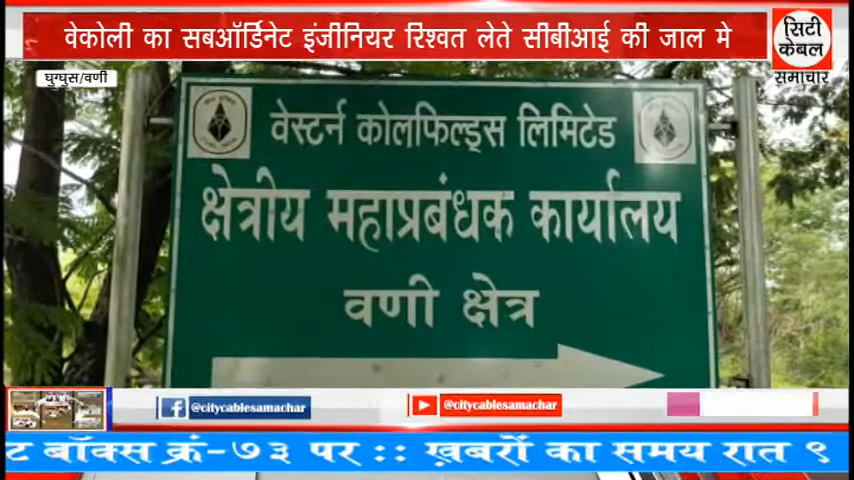 वेकोली का सबऑर्डिनेट इंजीनियर रिश्वत लेते सीबीआई की जाल मे
सिटी
केबल
समाचार
घुग्घुस/वणी
वेस्टर्न कोलफिल्ड्स लिमिटेड
क्षेत्रीय महाप्रबंधक कार्यालय
वणी क्षेत्र
@citycablesamachar
@citycablesamachar
बॉक्स क्रं-७३ पर :: ख़बरों का समय रात ९